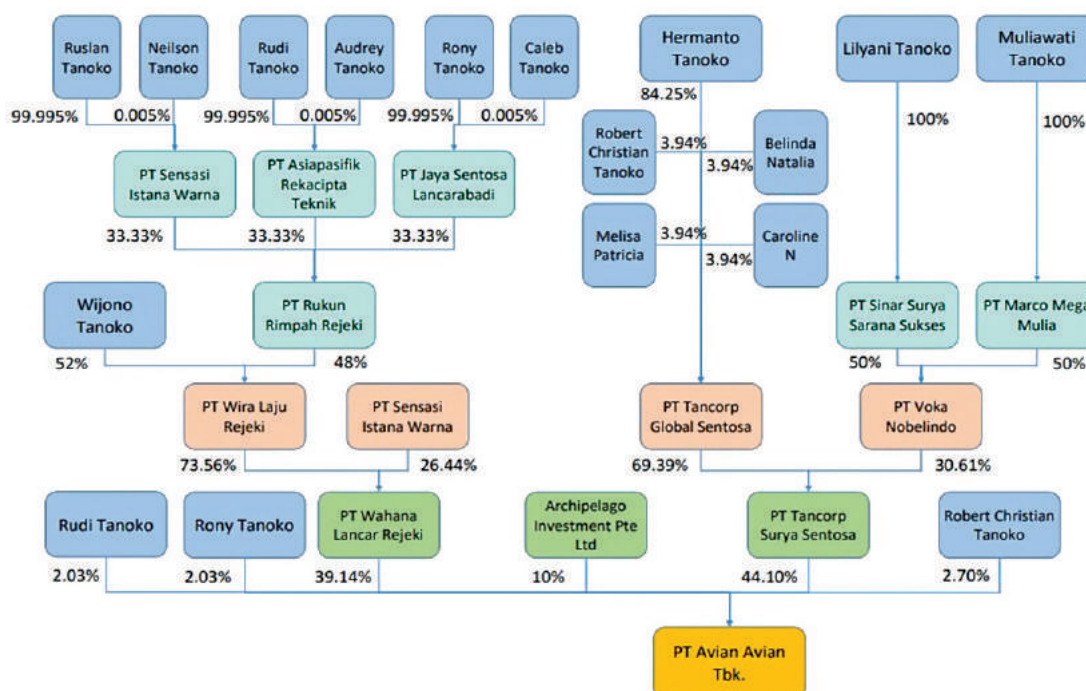 Ruslan
Tanoko
Neilson
Tanoko
Rudi
Tanoko
Audrey
Tanoko
Rony
Tanoko
Caleb
Tanoko
Hermanto
Tanoko
Lilyani Tanoko
Muliawati
Tanoko
99.995%
0.005%
99.995%
0.005%
99.995%
0.005%
84.25%
100%
100%
Robert
Christian
Tanoko
3.94%
3.94%
Belinda
Natalia
PT Sensasi
Istana Warna
PT Asiapasifik
Rekacipta
Teknik
PT Jaya Sentosa
Lancarabadi
33.33%
33.33%
33.33%
Melisa
Patricia
3.94%
3.94%
Caroline
N
Wijono
Tanoko
PT Rukun
Rimpah Rejeki
PT Sinar Surya
Sarana Sukses
PT Marco Mega
Mulia
52%
48%
50%
50%
PT Wira Laju
Rejeki
PT Sensasi
Istana Warna
PT Tancorp
Global Sentosa
PT Voka
Nobelindo
73.56%
26.44%
69.39%
30.61%
Rudi Tanoko
Rony Tanoko
PT Wahana
Lancar Rejeki
Archipelago
Investment Pte
Ltd
PT Tancorp
Surya Sentosa
Robert Christian
Tanoko
2.03%
2.03%
39.14%
10%
44.10%
2.70%
PT Avian Avian
Tbk.